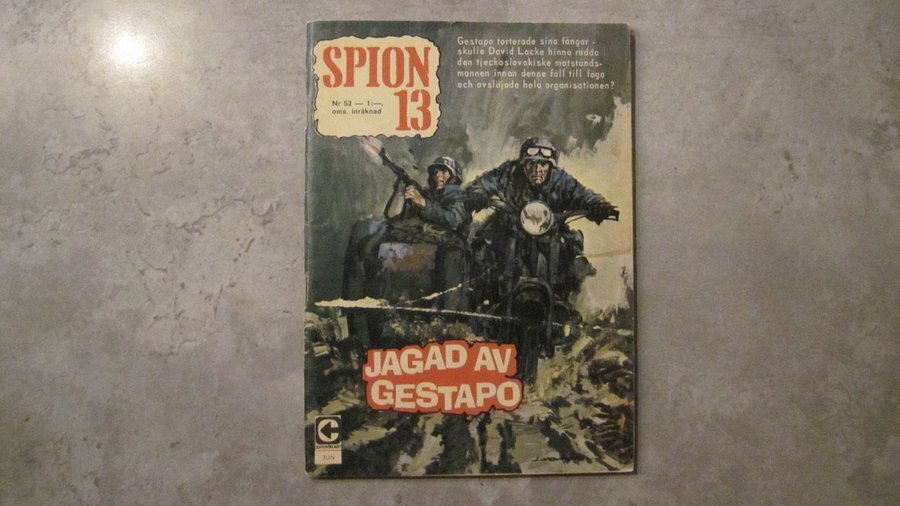 SPION
13
Nr 52 — 1:—,
oms. inräknad
Gestapo torterade sina fångar -
skulle David Locke hinna rädda
den tjeckoslovakiske motstånds-
mannen innan denne föll till föga
och avslöjade hela organisationen?
JAGAD AV
GESTAPO
C
JUN